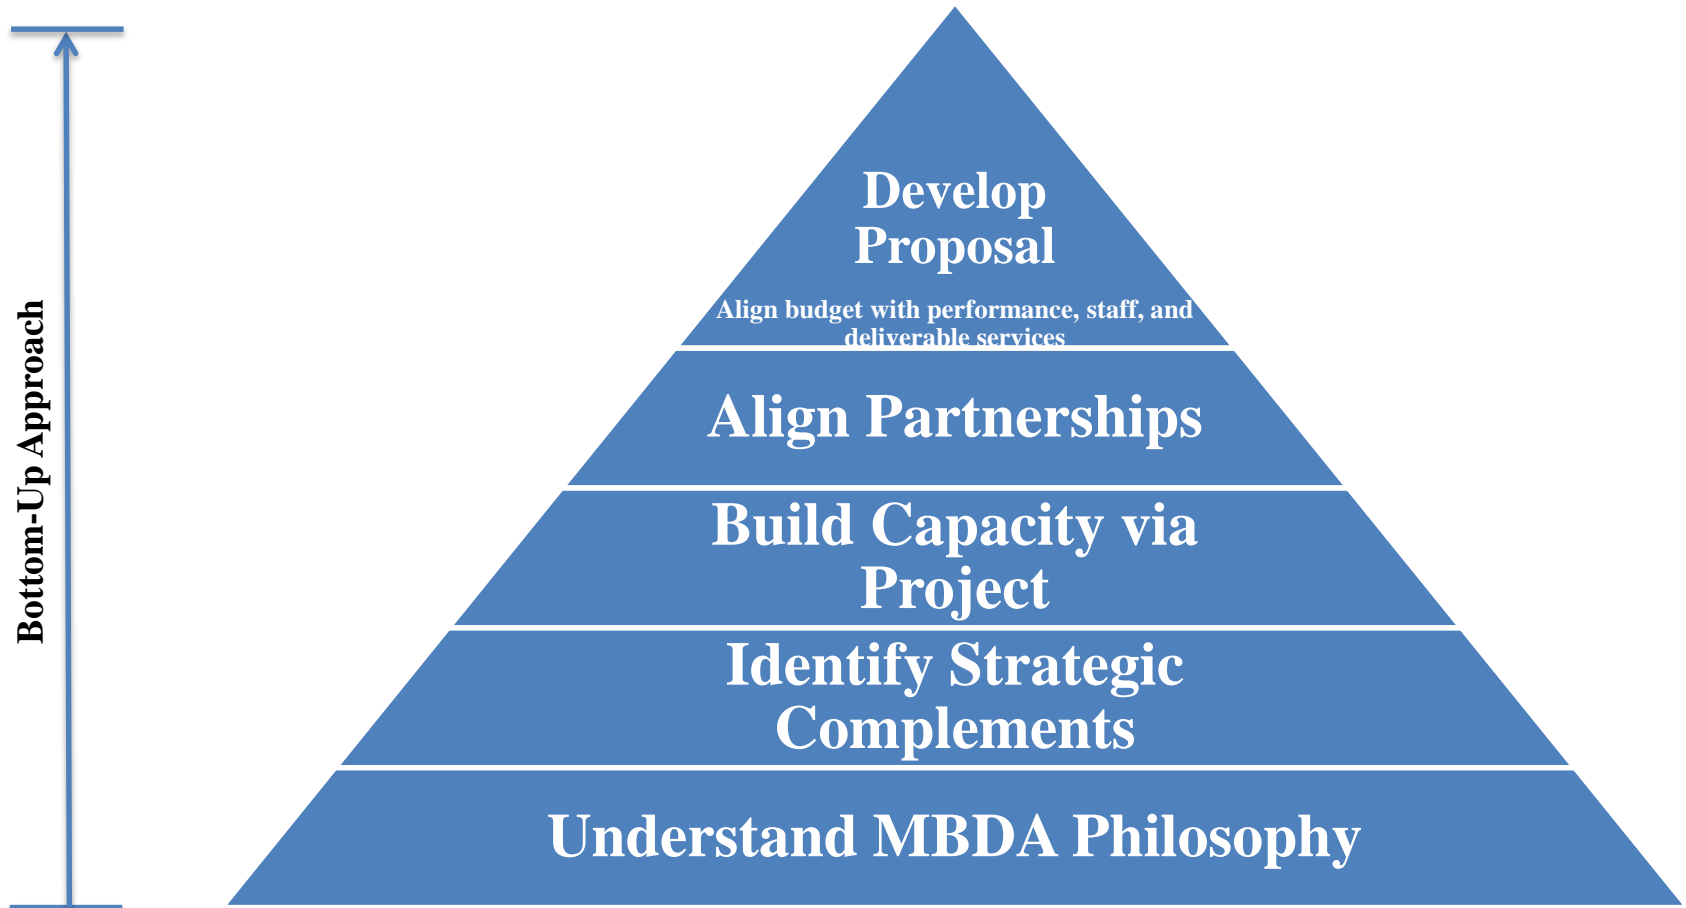 Bottom-Up Approach
Develop
Proposal
Align budget with performance, staff, and
deliverable services
Align Partnerships
Build Capacity via
Project
Identify Strategic
Complements
Understand MBDA Philosophy